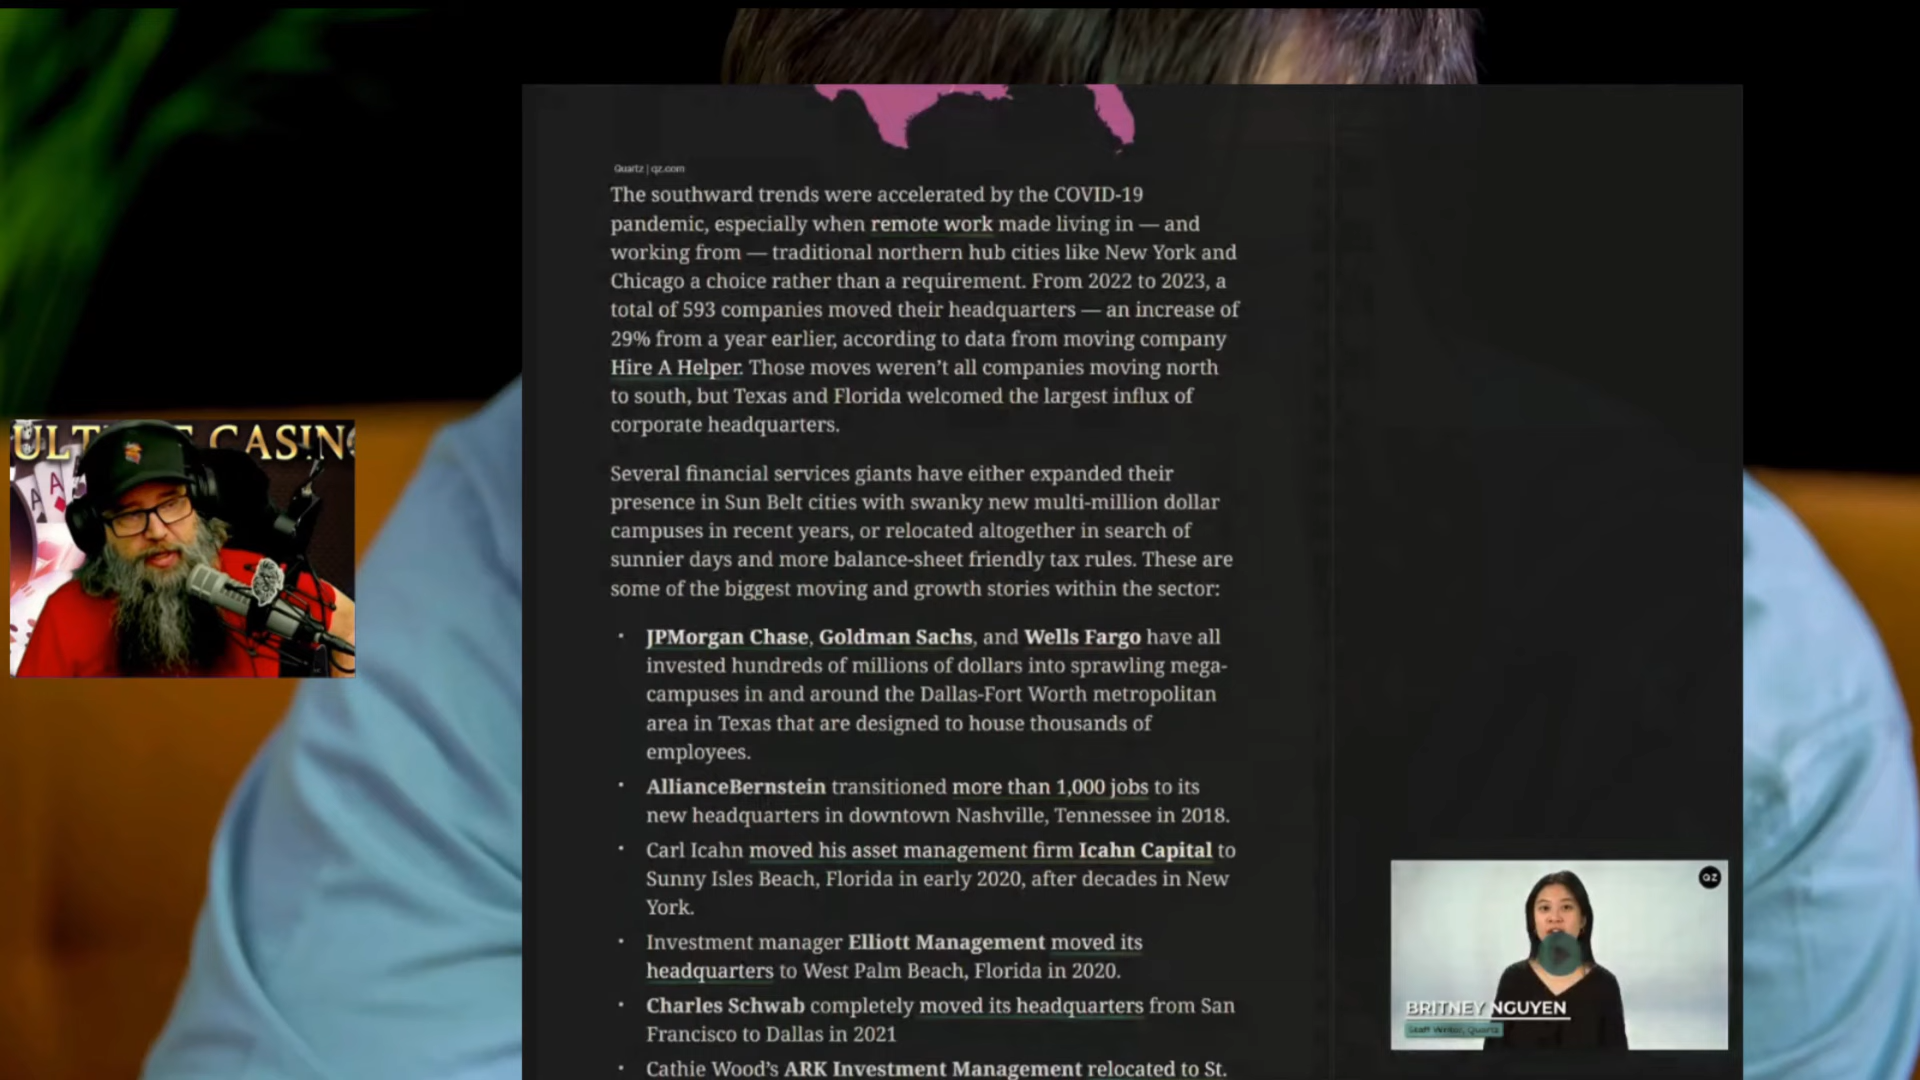 Quartz | qz.com
The southward trends were accelerated by the COVID-19
pandemic, especially when remote work made living in — and
working from — traditional northern hub cities like New York and
Chicago a choice rather than a requirement. From 2022 to 2023, a
total of 593 companies moved their headquarters — an increase of
29% from a year earlier, according to data from moving company
Hire A Helper. Those moves weren’t all companies moving north
to south, but Texas and Florida welcomed the largest influx of
corporate headquarters.
Several financial services giants have either expanded their
presence in Sun Belt cities with swanky new multi-million dollar
campuses in recent years, or relocated altogether in search of
sunnier days and more balance-sheet friendly tax rules. These are
some of the biggest moving and growth stories within the sector:
• JPMorgan Chase, Goldman Sachs, and Wells Fargo have all
invested hundreds of millions of dollars into sprawling mega-
campuses in and around the Dallas-Fort Worth metropolitan
area in Texas that are designed to house thousands of
employees.
• AllianceBernstein transitioned more than 1,000 jobs to its
new headquarters in downtown Nashville, Tennessee in 2018.
• Carl Icahn moved his asset management firm Icahn Capital to
Sunny Isles Beach, Florida in early 2020, after decades in New
York.
• Investment manager Elliott Management moved its
headquarters to West Palm Beach, Florida in 2020.
• Charles Schwab completely moved its headquarters from San
Francisco to Dallas in 2021
• Cathie Wood’s ARK Investment Management relocated to St.
CASIN
A
A
QZ
BRITNEY NGUYEN
Staff Writer, Quartz